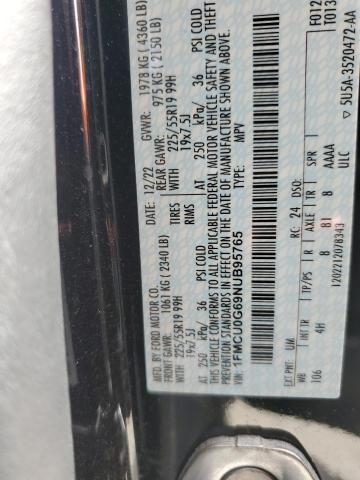 MFD. BY FORD MOTOR CO.
DATE: 12/22 GVWR: 1978 KG ( 4360 LB)
FRONT GAWR: 1061 KG ( 2340 LB) REAR GAWR: 975 KG ( 2150 LB)
WITH TIRES WITH
225/55R19 99H TIRES 225/55R19 99H
19x7.5J RIMS 19x7.5J
AT 250 kPa/ 36 PSI COLD AT 250 kPa/ 36 PSI COLD
THIS VEHICLE CONFORMS TO ALL APPLICABLE FEDERAL MOTOR VEHICLE SAFETY AND THEFT
PREVENTION STANDARDS IN EFFECT ON THE DATE OF MANUFACTURE SHOWN ABOVE.
VIN: 1FMCU0G69NUB95765
TYPE: MPV
F012
T013
EXT PNT: UM RC: 24 DSO:
WB INT TR TP/PS R AXLE TR SPR
106 4H 8 81 8 AAAA
1202212078343 ULC
5U5A-3520472-AA